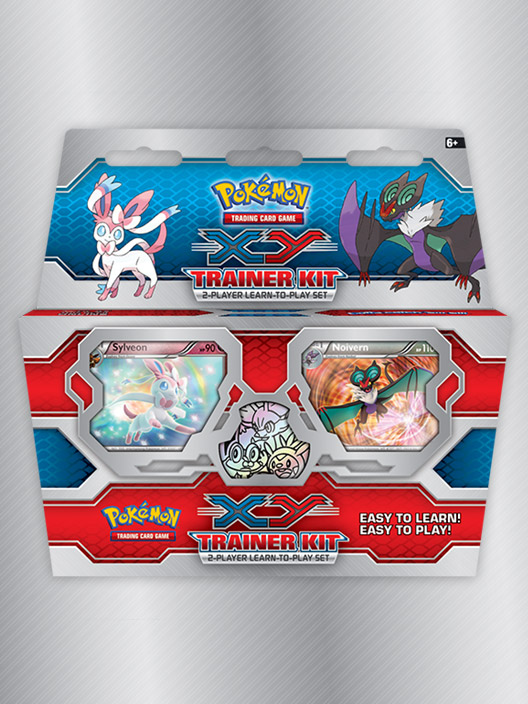 6+
POKéMON
TRADING CARD GAME
XY
TRAINER KIT
2-PLAYER LEARN-TO-PLAY SET
Sylveon HP90
Noivern
POKéMON
TRADING CARD GAME
XY
TRAINER KIT
2-PLAYER LEARN-TO-PLAY SET
EASY TO LEARN!
EASY TO PLAY!